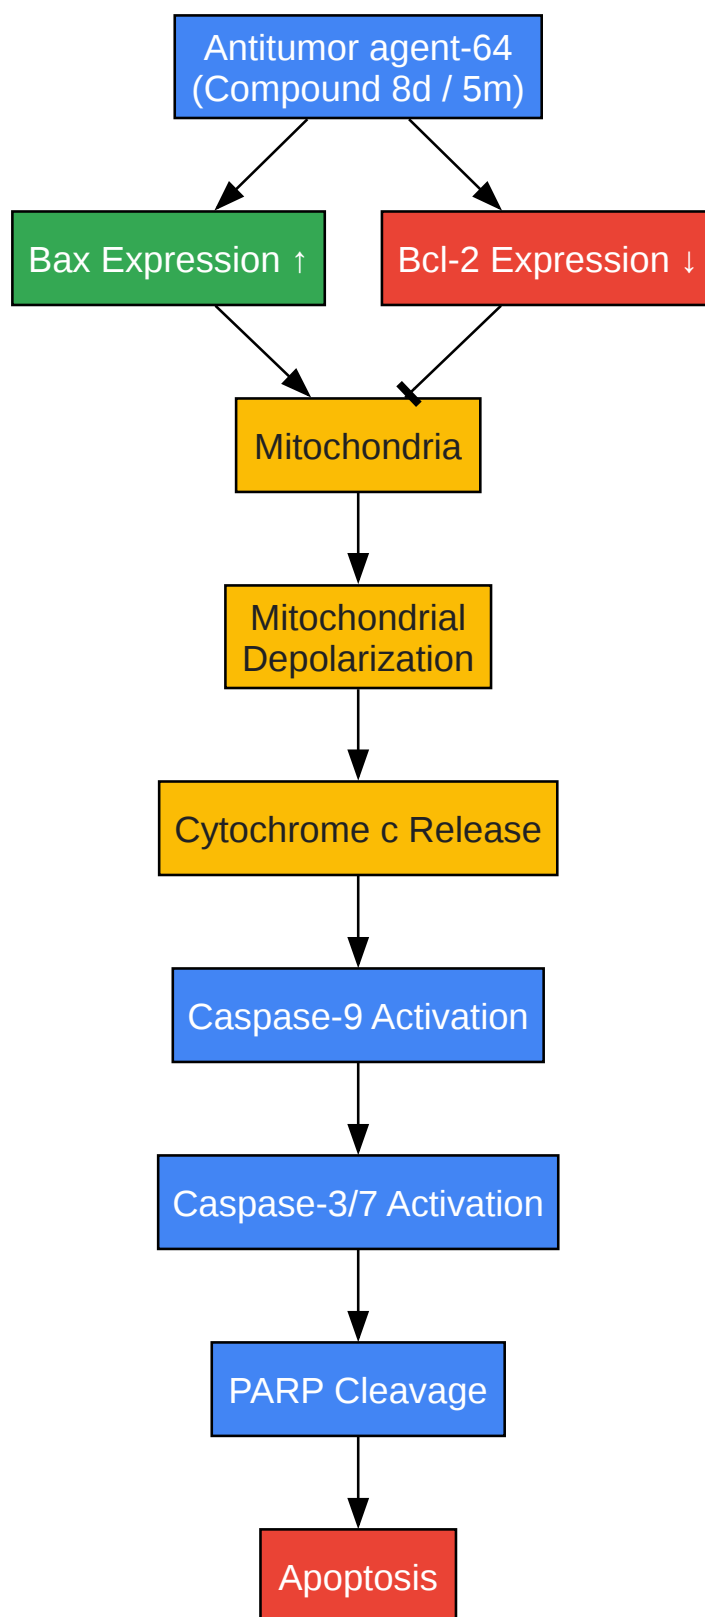 Antitumor agent-64
(Compound 8d / 5m)
Bax Expression ↑
Bcl-2 Expression ↓
Mitochondria
Mitochondrial
Depolarization
Cytochrome c Release
Caspase-9 Activation
Caspase-3/7 Activation
PARP Cleavage
Apoptosis